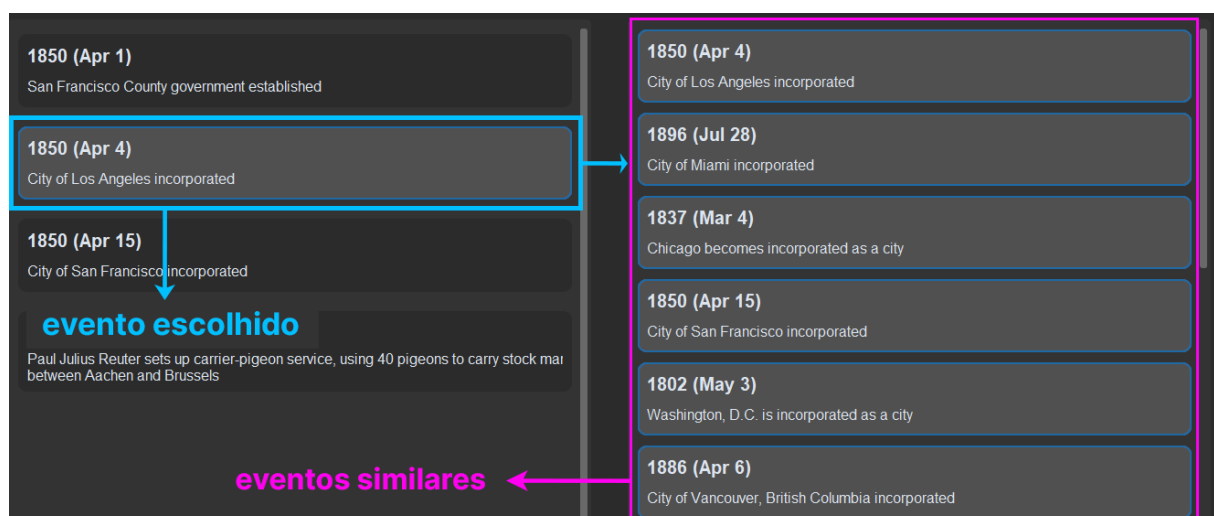 1850 (Apr 1)
San Francisco County government established
1850 (Apr 4)
City of Los Angeles incorporated
1850 (Apr 15)
City of San Francisco incorporated
evento escolhido
Paul Julius Reuter sets up carrier-pigeon service, using 40 pigeons to carry stock mar
between Aachen and Brussels
eventos similares
1850 (Apr 4)
City of Los Angeles incorporated
1896 (Jul 28)
City of Miami incorporated
1837 (Mar 4)
Chicago becomes incorporated as a city
1850 (Apr 15)
City of San Francisco incorporated
1802 (May 3)
Washington, D.C. is incorporated as a city
1886 (Apr 6)
City of Vancouver, British Columbia incorporated